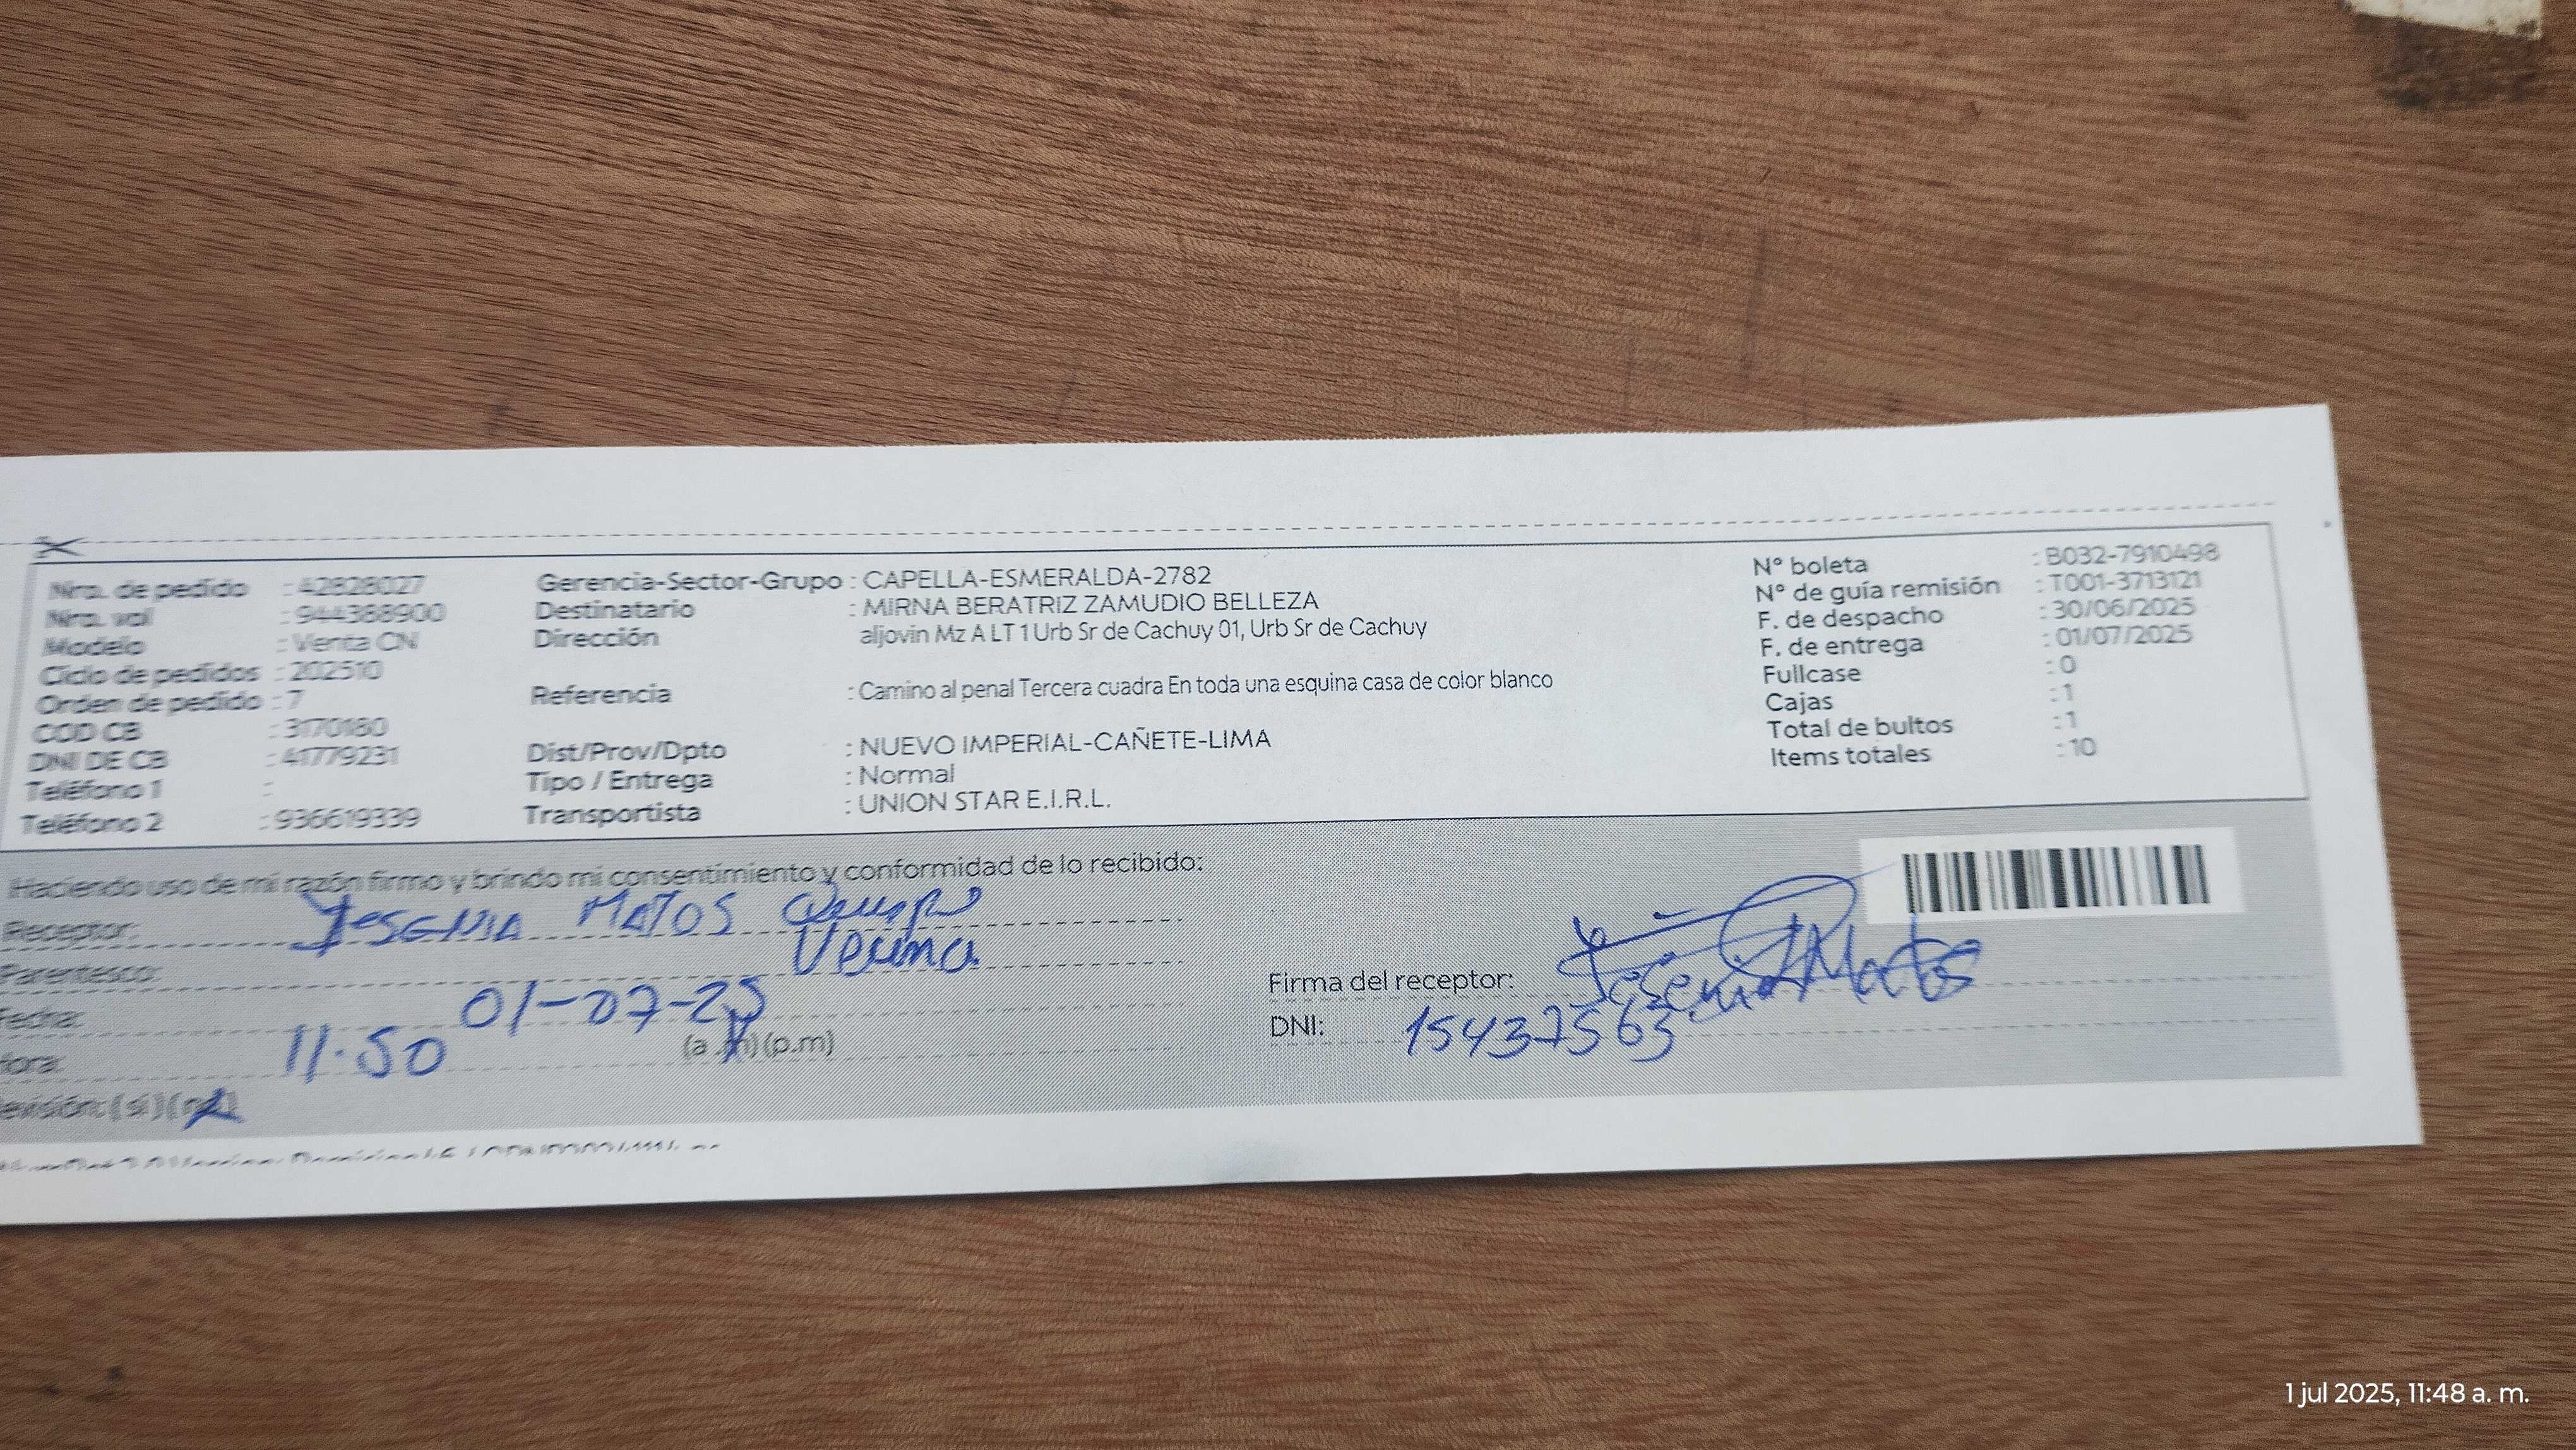 Nro. de pedido : 42828027
Nro. vol : 944388900
Modelo : Venta CN
Ciclo de pedidos : 202510
Orden de pedido : 7
COD CB : 3170180
DNI DE CB : 41779231
Teléfono 1 :
Teléfono 2 : 936619339
Gerencia-Sector-Grupo : CAPELLA-ESMERALDA-2782
Destinatario : MIRNA BERATRIZ ZAMUDIO BELLEZA
Dirección aljovin Mz A LT 1 Urb Sr de Cachuy 01, Urb Sr de Cachuy
Referencia : Camino al penal Tercera cuadra En toda una esquina casa de color blanco
Dist/Prov/Dpto : NUEVO IMPERIAL-CAÑETE-LIMA
Tipo / Entrega : Normal
Transportista : UNION STAR E.I.R.L.
N° boleta : B032-7910498
N° de guía remisión : T001-3713121
F. de despacho : 30/06/2025
F. de entrega : 01/07/2025
Fullcase : 0
Cajas : 1
Total de bultos : 1
Items totales : 10
Haciendo uso de mi razón firmo y brindo mi consentimiento y conformidad de lo recibido:
Receptor: MATOS
Parentesco:
Fecha: 01-07-25
Hora: 11:50 (a.m) (p.m)
Revisión: (si) (no)
Firma del receptor: Matos
DNI: 15437563
1 jul 2025, 11:48 a. m.